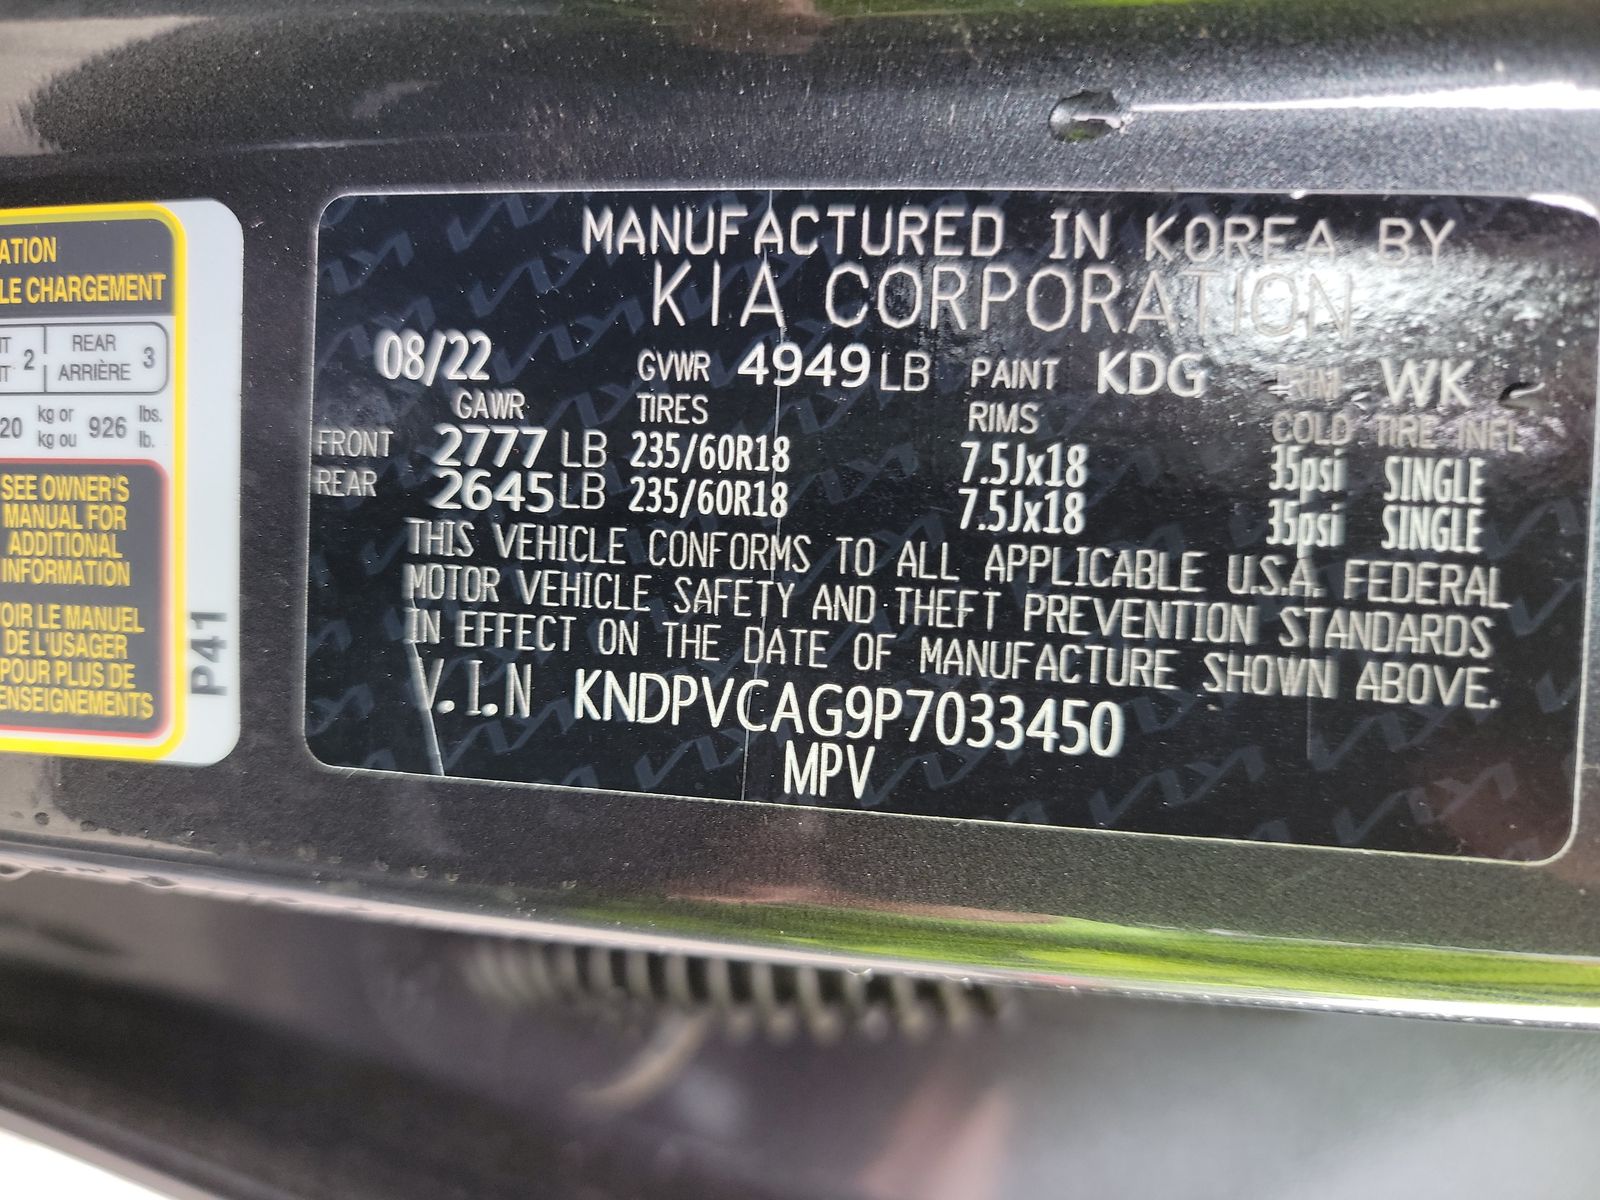 ATION
LE CHARGEMENT
2 REAR ARRIÈRE 3
20 kg or kg ou 926 lbs. lb.
SEE OWNER'S
MANUAL FOR
ADDITIONAL
INFORMATION
OIR LE MANUEL
DE L'USAGER
POUR PLUS DE
ENSEIGNEMENTS
P41
MANUFACTURED IN KOREA BY
KIA CORPORATION
08/22 GVWR 4949 LB PAINT KDG TRIM WK
GAWR TIRES RIMS COLD TIRE INFL
FRONT 2777 LB 235/60R18 7.5Jx18 35psi SINGLE
REAR 2645 LB 235/60R18 7.5Jx18 35psi SINGLE
THIS VEHICLE CONFORMS TO ALL APPLICABLE U.S.A. FEDERAL
MOTOR VEHICLE SAFETY AND THEFT PREVENTION STANDARDS
IN EFFECT ON THE DATE OF MANUFACTURE SHOWN ABOVE.
V.I.N KNDPVCAG9P7033450
MPV